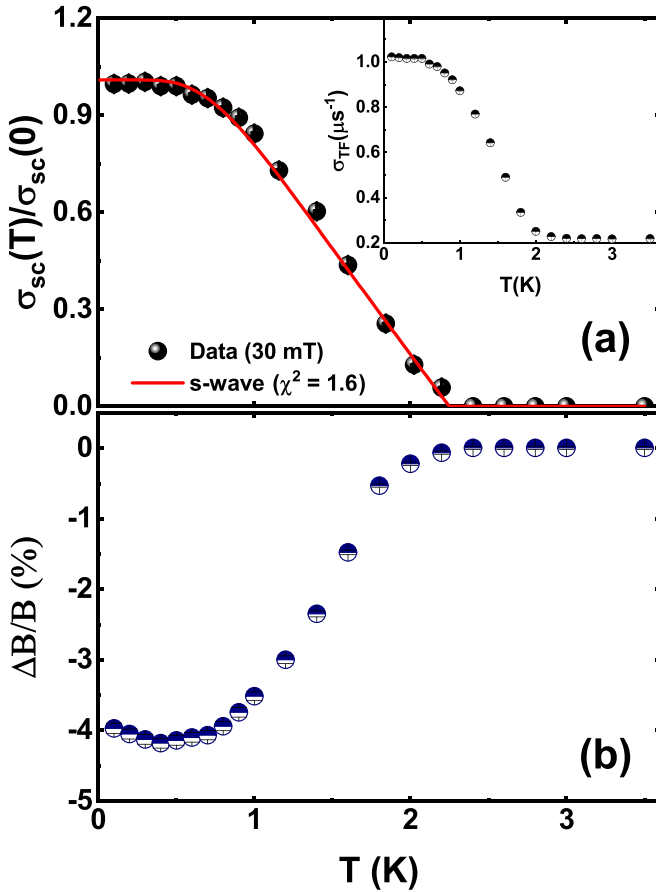 1.2
0.9
0.6
0.3
0.0
σsc(T)/σsc(0)
1.0
0.8
0.6
0.4
0.2
σTF(μs⁻¹)
0 1 2 3
T(K)
(a)
Data (30 mT)
s-wave (χ² = 1.6)
0
-1
-2
-3
-4
-5
ΔB/B (%)
(b)
0 1 2 3
T (K)